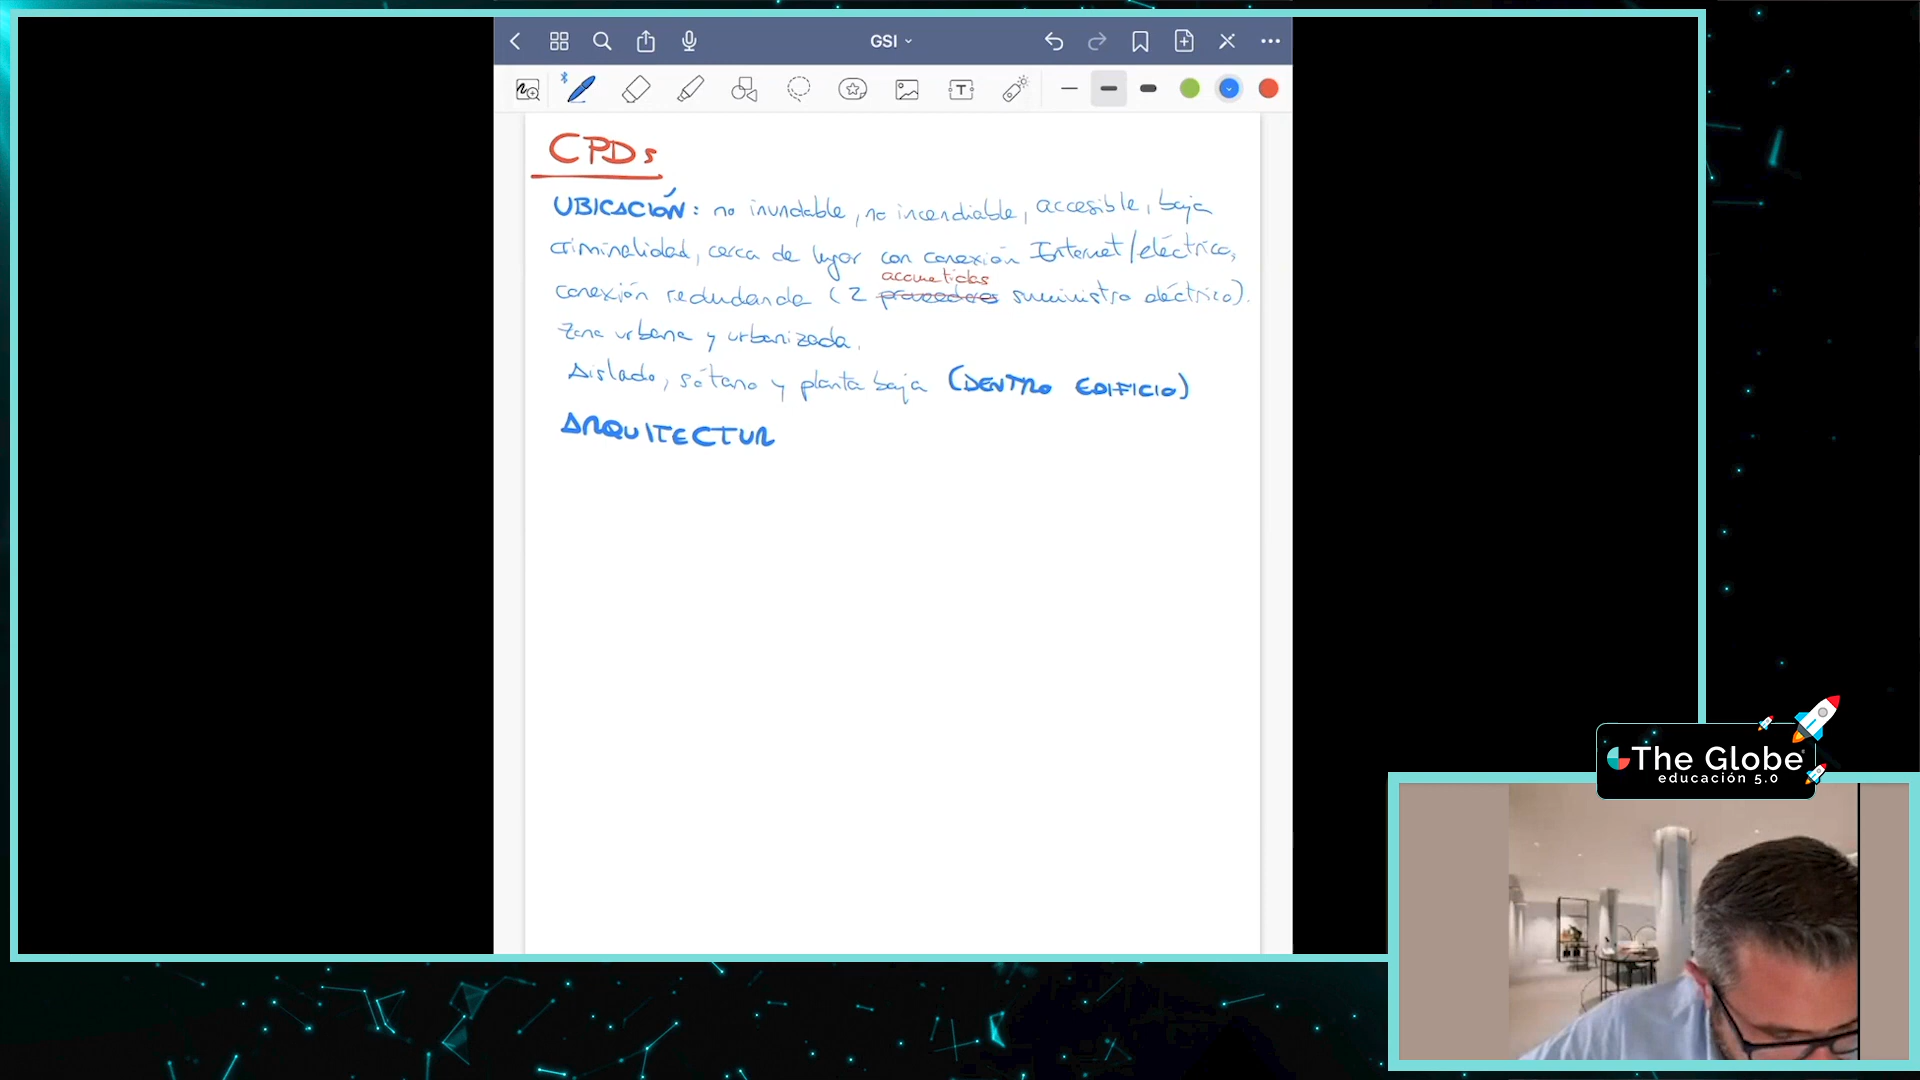 GSI
CPDs
UBICACIÓN: no inundable, no incendiable, accesible, baja
criminalidad, cerca de lugar con conexión Internet/eléctrica,
acometidas
conexión redundande (2 proveedores suministro eléctrico).
Zona urbana y urbanizada.
Aislado, sótano y planta baja (DENTRO EDIFICIO)
ARQUITECTUR
The Globe
educación 5.0